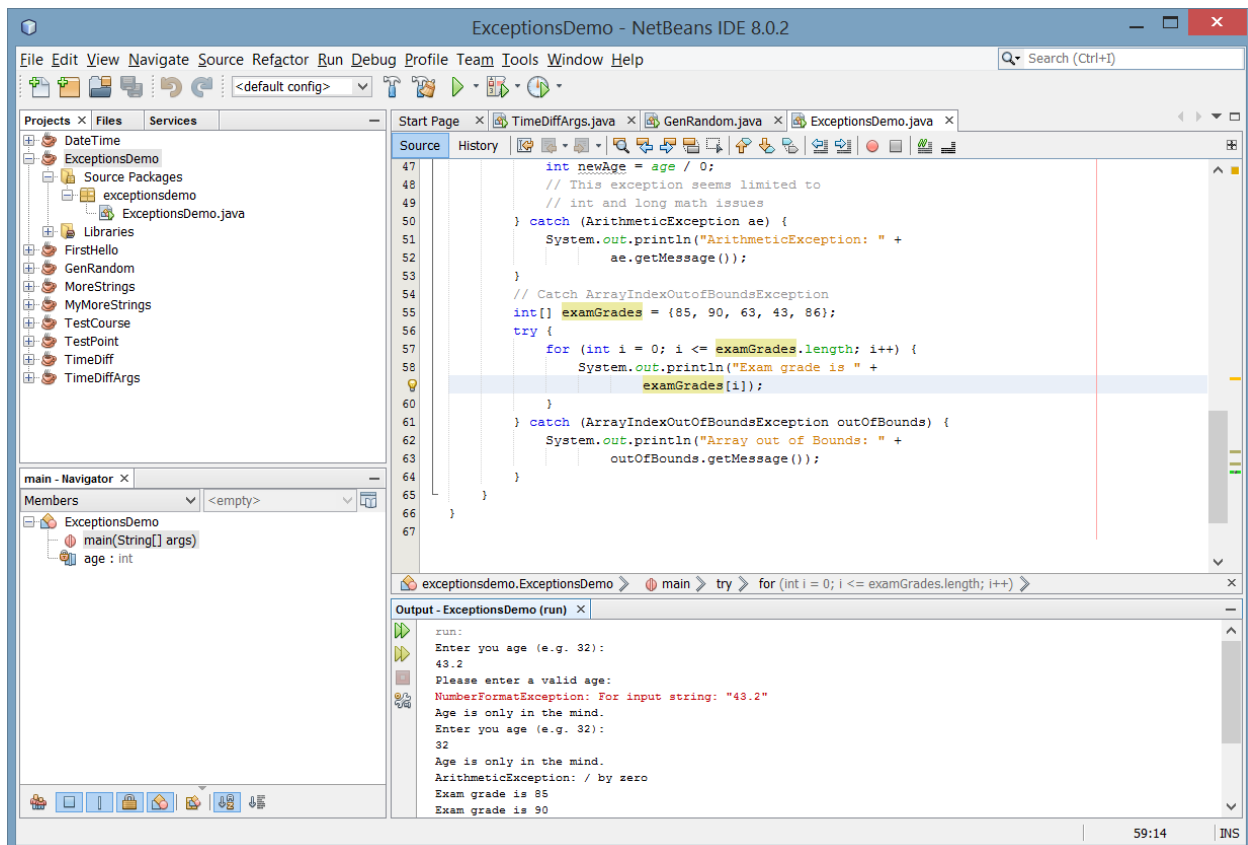 ExceptionsDemo - NetBeans IDE 8.0.2
File Edit View Navigate Source Refactor Run Debug Profile Team Tools Window Help
Search (Ctrl+I)
<default config>
Projects Files Services
DateTime
ExceptionsDemo
Source Packages
exceptionsdemo
ExceptionsDemo.java
Libraries
FirstHello
GenRandom
MoreStrings
MyMoreStrings
TestCourse
TestPoint
TimeDiff
TimeDiffArgs
main - Navigator
Members <empty>
ExceptionsDemo
main(String[] args)
age : int
Start Page TimeDiffArgs.java GenRandom.java ExceptionsDemo.java
Source History
47 int newAge = age / 0;
48 // This exception seems limited to
49 // int and long math issues
50 } catch (ArithmeticException ae) {
51 System.out.println("ArithmeticException: " +
52 ae.getMessage());
53 }
54 // Catch ArrayIndexOutofBoundsException
55 int[] examGrades = {85, 90, 63, 43, 86};
56 try {
57 for (int i = 0; i <= examGrades.length; i++) {
58 System.out.println("Exam grade is " +
examGrades[i]);
60 }
61 } catch (ArrayIndexOutOfBoundsException outOfBounds) {
62 System.out.println("Array out of Bounds: " +
63 outOfBounds.getMessage());
64 }
65 }
66 }
67
exceptionsdemo.ExceptionsDemo main try for (int i = 0; i <= examGrades.length; i++)
Output - ExceptionsDemo (run)
run:
Enter you age (e.g. 32):
43.2
Please enter a valid age:
NumberFormatException: For input string: "43.2"
Age is only in the mind.
Enter you age (e.g. 32):
32
Age is only in the mind.
ArithmeticException: / by zero
Exam grade is 85
Exam grade is 90
59:14 INS